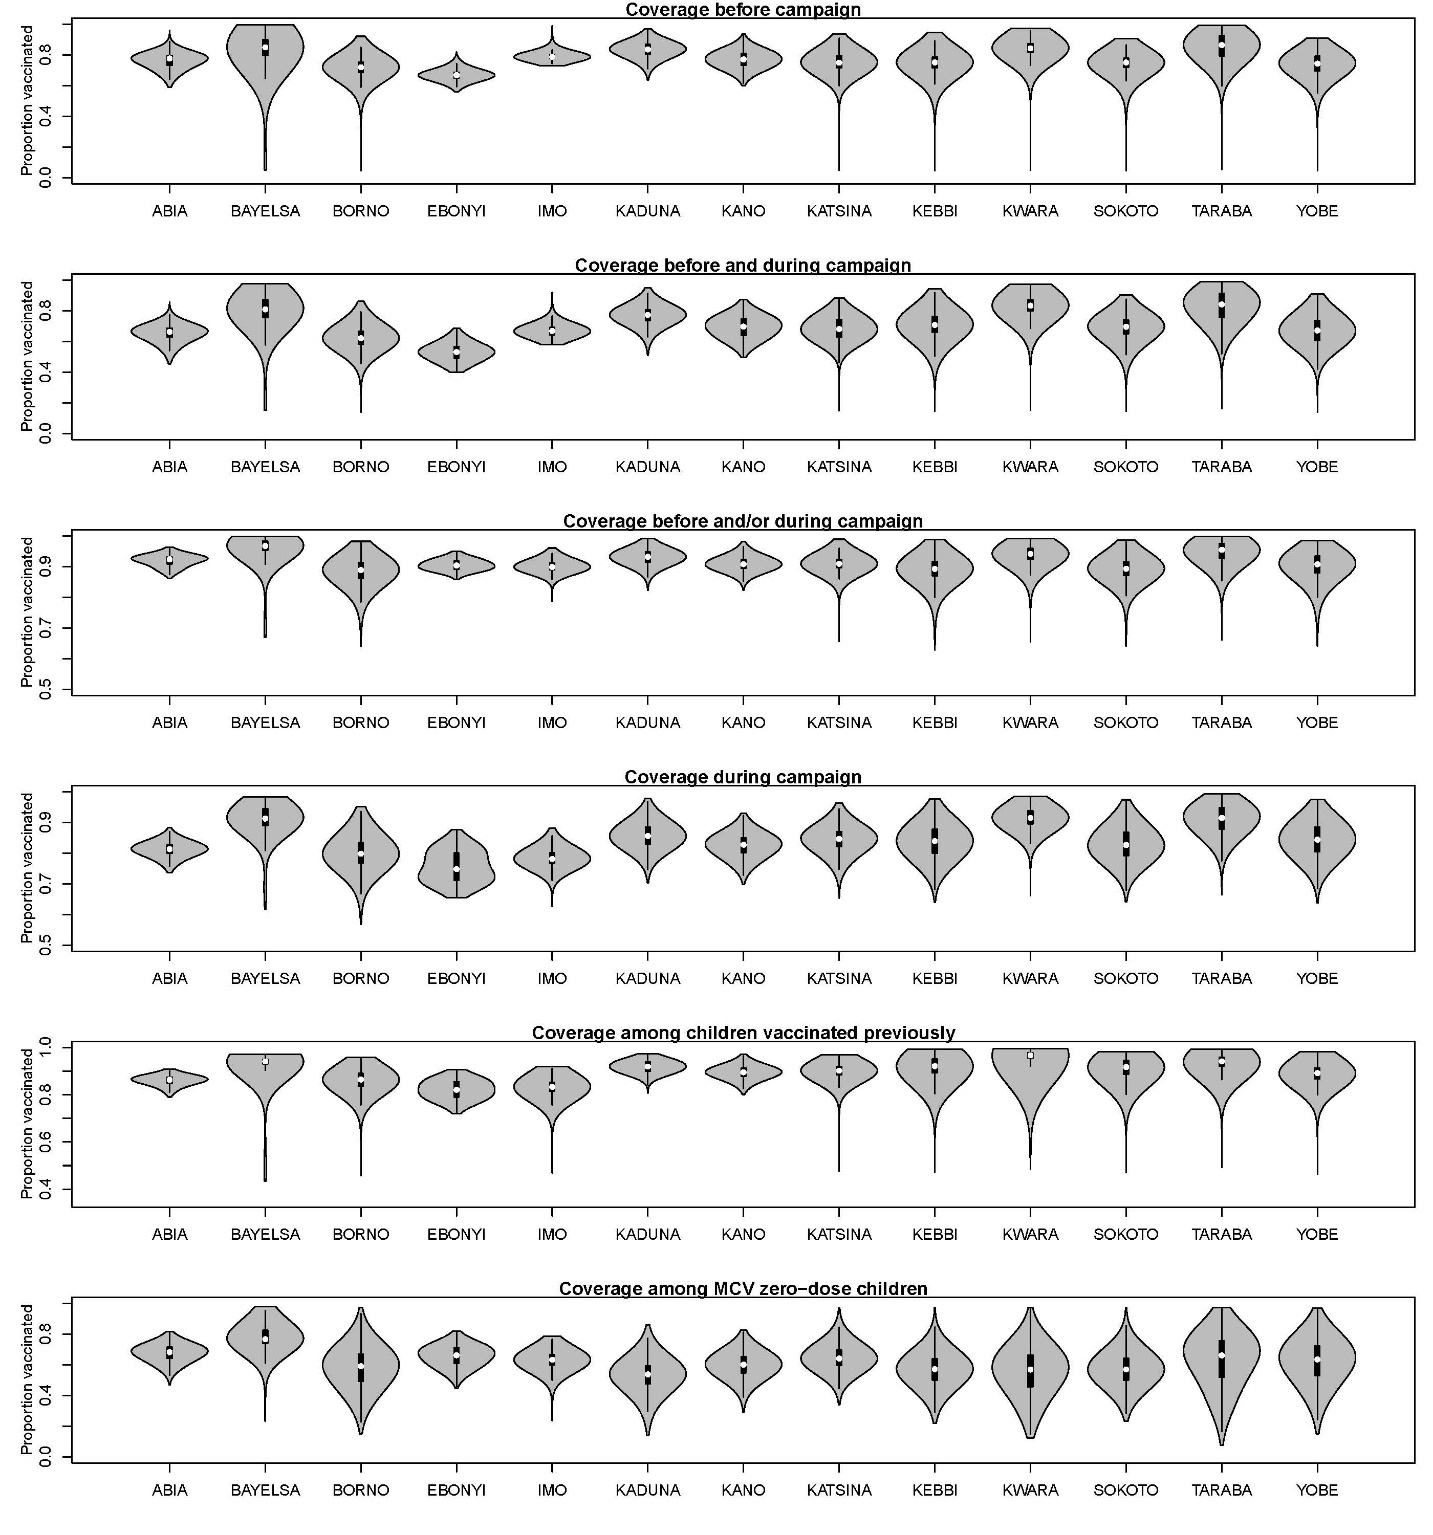 Coverage before campaign
Proportion vaccinated
0.0 0.4 0.8
ABIA BAYELSA BORNO EBONYI IMO KADUNA KANO KATSINA KEBBI KWARA SOKOTO TARABA YOBE
Coverage before and during campaign
Proportion vaccinated
0.0 0.4 0.8
ABIA BAYELSA BORNO EBONYI IMO KADUNA KANO KATSINA KEBBI KWARA SOKOTO TARABA YOBE
Coverage before and/or during campaign
Proportion vaccinated
0.5 0.7 0.9
ABIA BAYELSA BORNO EBONYI IMO KADUNA KANO KATSINA KEBBI KWARA SOKOTO TARABA YOBE
Coverage during campaign
Proportion vaccinated
0.5 0.7 0.9
ABIA BAYELSA BORNO EBONYI IMO KADUNA KANO KATSINA KEBBI KWARA SOKOTO TARABA YOBE
Coverage among children vaccinated previously
Proportion vaccinated
0.4 0.6 0.8 1.0
ABIA BAYELSA BORNO EBONYI IMO KADUNA KANO KATSINA KEBBI KWARA SOKOTO TARABA YOBE
Coverage among MCV zero−dose children
Proportion vaccinated
0.0 0.4 0.8
ABIA BAYELSA BORNO EBONYI IMO KADUNA KANO KATSINA KEBBI KWARA SOKOTO TARABA YOBE